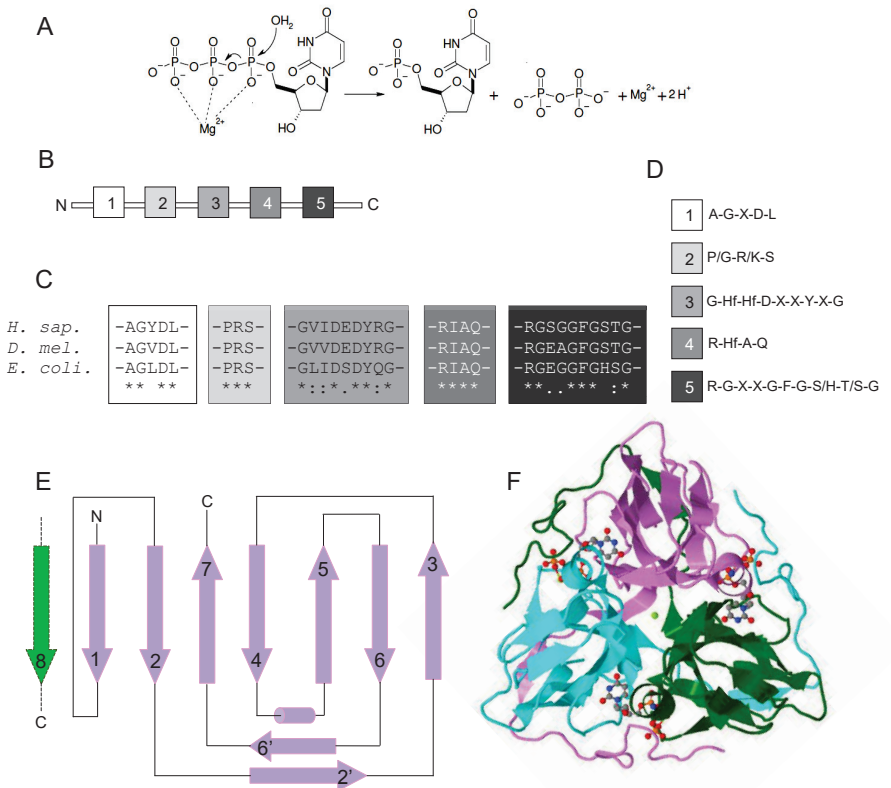 A
OH₂
O O O
O⁻ P O P O P O
O⁻ O⁻ O⁻
Mg²⁺
O
HN
O N
O
HO
O
O⁻ P O
O⁻
O
HN
O N
O
HO
+
O O
O⁻ P O P O⁻
O⁻ O⁻
+ Mg²⁺ + 2 H⁺
B
N 1 2 3 4 5 C
D
1 A-G-X-D-L
2 P/G-R/K-S
3 G-Hf-Hf-D-X-X-Y-X-G
4 R-Hf-A-Q
5 R-G-X-X-G-F-G-S/H-T/S-G
C
H. sap. -AGYDL- -PRS- -GVIDEDYRG- -RIAQ- -RGSGGFGSTG-
D. mel. -AGVDL- -PRS- -GVVDEDYRG- -RIAQ- -RGEAGFGSTG-
E. coli. -AGLDL- -PRS- -GLIDSDYQG- -RIAQ- -RGEGGFGHSG-
** ** *** *::*.**:* **** **..*** :*
E
N C
8 1 2 7 4 5 6 3
C
6'
2'
F